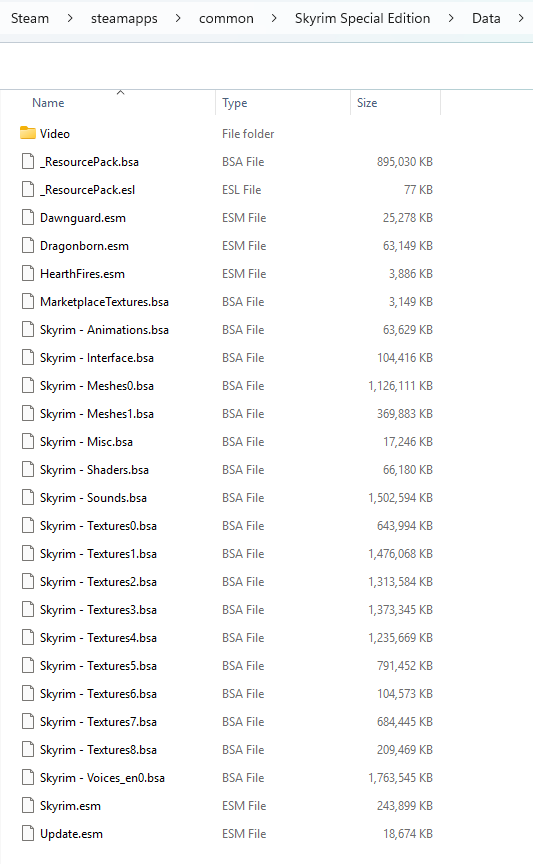 Steam > steamapps > common > Skyrim Special Edition > Data >
Name Type Size
Video File folder
_ResourcePack.bsa BSA File 895,030 KB
_ResourcePack.esl ESL File 77 KB
Dawnguard.esm ESM File 25,278 KB
Dragonborn.esm ESM File 63,149 KB
HearthFires.esm ESM File 3,886 KB
MarketplaceTextures.bsa BSA File 3,149 KB
Skyrim - Animations.bsa BSA File 63,629 KB
Skyrim - Interface.bsa BSA File 104,416 KB
Skyrim - Meshes0.bsa BSA File 1,126,111 KB
Skyrim - Meshes1.bsa BSA File 369,883 KB
Skyrim - Misc.bsa BSA File 17,246 KB
Skyrim - Shaders.bsa BSA File 66,180 KB
Skyrim - Sounds.bsa BSA File 1,502,594 KB
Skyrim - Textures0.bsa BSA File 643,994 KB
Skyrim - Textures1.bsa BSA File 1,476,068 KB
Skyrim - Textures2.bsa BSA File 1,313,584 KB
Skyrim - Textures3.bsa BSA File 1,373,345 KB
Skyrim - Textures4.bsa BSA File 1,235,669 KB
Skyrim - Textures5.bsa BSA File 791,452 KB
Skyrim - Textures6.bsa BSA File 104,573 KB
Skyrim - Textures7.bsa BSA File 684,445 KB
Skyrim - Textures8.bsa BSA File 209,469 KB
Skyrim - Voices_en0.bsa BSA File 1,763,545 KB
Skyrim.esm ESM File 243,899 KB
Update.esm ESM File 18,674 KB